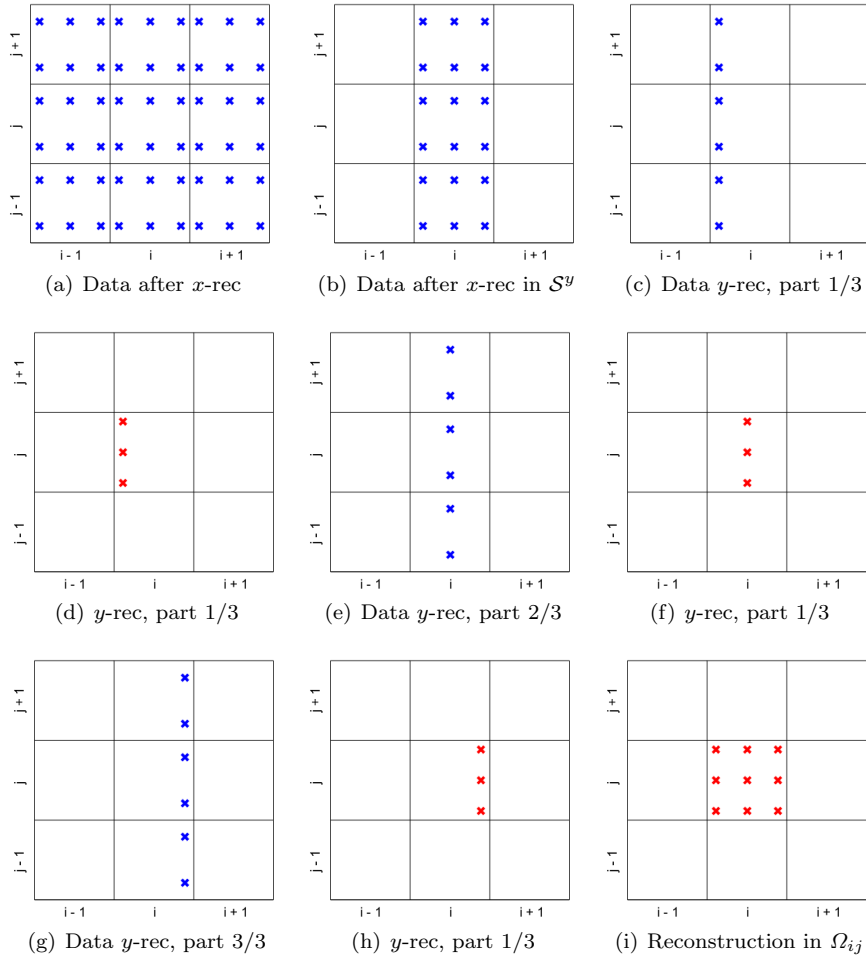 j + 1
j
j - 1
i - 1 i i + 1
(a) Data after x-rec
j + 1
j
j - 1
i - 1 i i + 1
(b) Data after x-rec in 𝒮^y
j + 1
j
j - 1
i - 1 i i + 1
(c) Data y-rec, part 1/3
j + 1
j
j - 1
i - 1 i i + 1
(d) y-rec, part 1/3
j + 1
j
j - 1
i - 1 i i + 1
(e) Data y-rec, part 2/3
j + 1
j
j - 1
i - 1 i i + 1
(f) y-rec, part 1/3
j + 1
j
j - 1
i - 1 i i + 1
(g) Data y-rec, part 3/3
j + 1
j
j - 1
i - 1 i i + 1
(h) y-rec, part 1/3
j + 1
j
j - 1
i - 1 i i + 1
(i) Reconstruction in Ω_{ij}